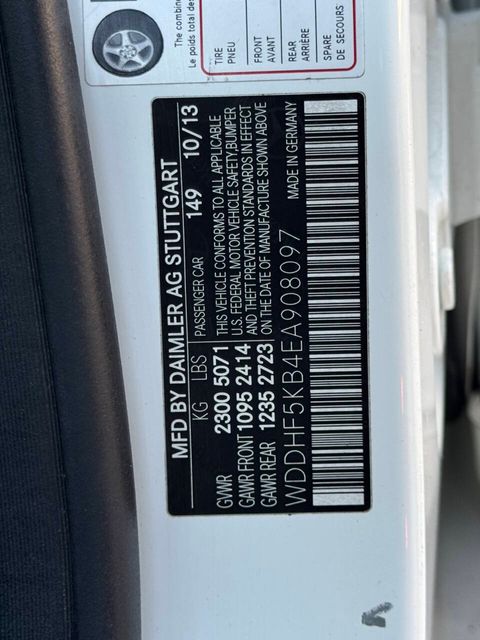 The combined
Le poids total des
TIRE
PNEU
FRONT
AVANT
REAR
ARRIÈRE
SPARE
DE SECOURS
MFD BY DAIMLER AG STUTTGART
KG LBS PASSENGER CAR 149 10/13
GVWR 2300 5071
GAWR FRONT 1095 2414
GAWR REAR 1235 2723
THIS VEHICLE CONFORMS TO ALL APPLICABLE
U.S. FEDERAL MOTOR VEHICLE SAFETY, BUMPER
AND THEFT PREVENTION STANDARDS IN EFFECT
ON THE DATE OF MANUFACTURE SHOWN ABOVE
WDDHF5KB4EA908097
MADE IN GERMANY